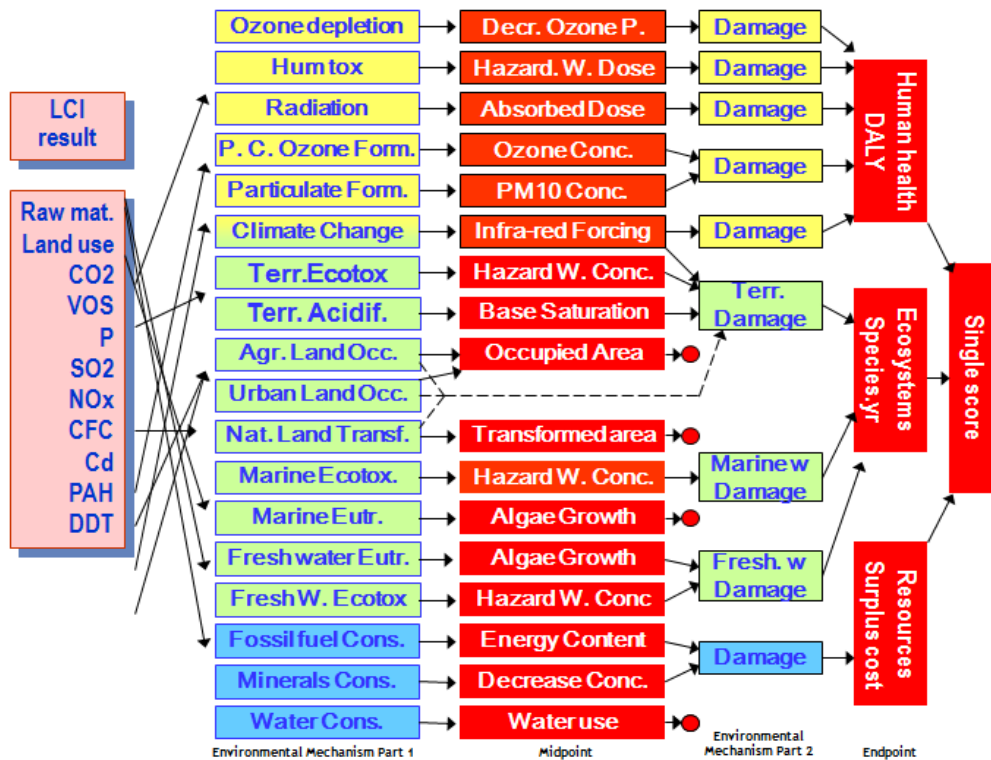 LCI
result
Raw mat.
Land use
CO2
VOS
P
SO2
NOx
CFC
Cd
PAH
DDT
Ozone depletion
Hum tox
Radiation
P. C. Ozone Form.
Particulate Form.
Climate Change
Terr.Ecotox
Terr. Acidif.
Agr. Land Occ.
Urban Land Occ.
Nat. Land Transf.
Marine Ecotox.
Marine Eutr.
Freshwater Eutr.
Fresh W. Ecotox
Fossil fuel Cons.
Minerals Cons.
Water Cons.
Environmental Mechanism Part 1
Decr. Ozone P.
Hazard. W. Dose
Absorbed Dose
Ozone Conc.
PM10 Conc.
Infra-red Forcing
Hazard W. Conc.
Base Saturation
Occupied Area
Transformed area
Hazard W. Conc.
Algae Growth
Algae Growth
Hazard W. Conc
Energy Content
Decrease Conc.
Water use
Midpoint
Damage
Damage
Damage
Damage
Damage
Terr.
Damage
Marine w
Damage
Fresh. w
Damage
Damage
Environmental
Mechanism Part 2
Human health
DALY
Ecosystems
Species.yr
Resources
Surplus cost
Endpoint
Single score